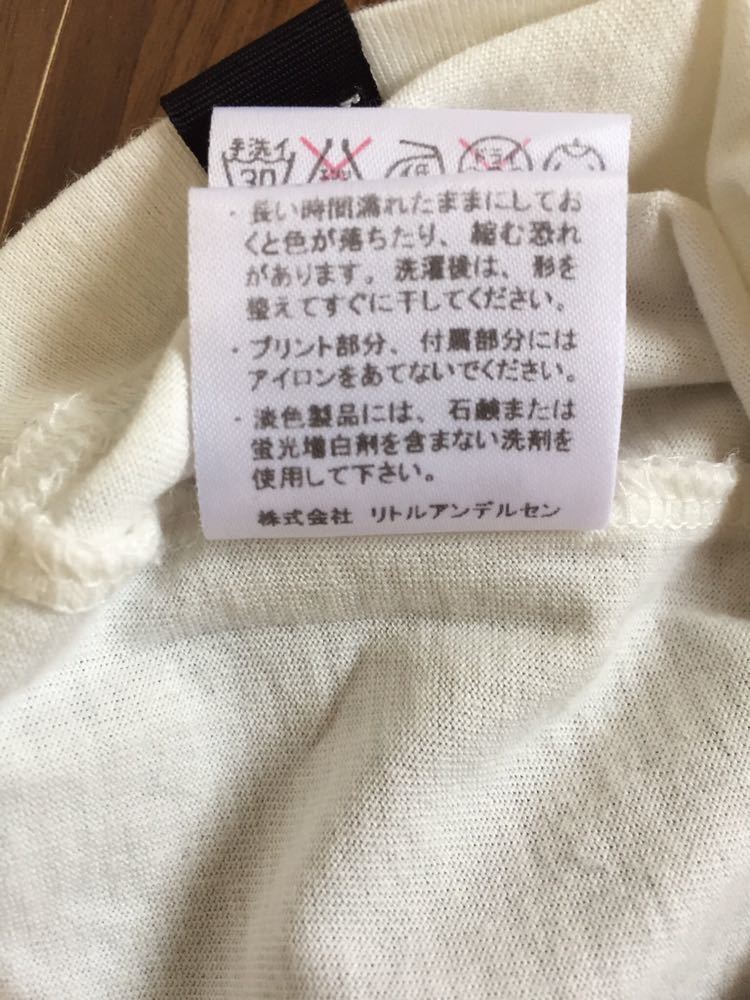 手洗イ
30
ドライ
・長い時間濡れたままにしてお
くと色が落ちたり、縮む恐れ
があります。洗濯後は、形を
整えてすぐに干してください。
・プリント部分、付属部分には
アイロンをあてないでください。
・淡色製品には、石鹸または
蛍光増白剤を含まない洗剤を
使用して下さい。
株式会社 リトルアンデルセン